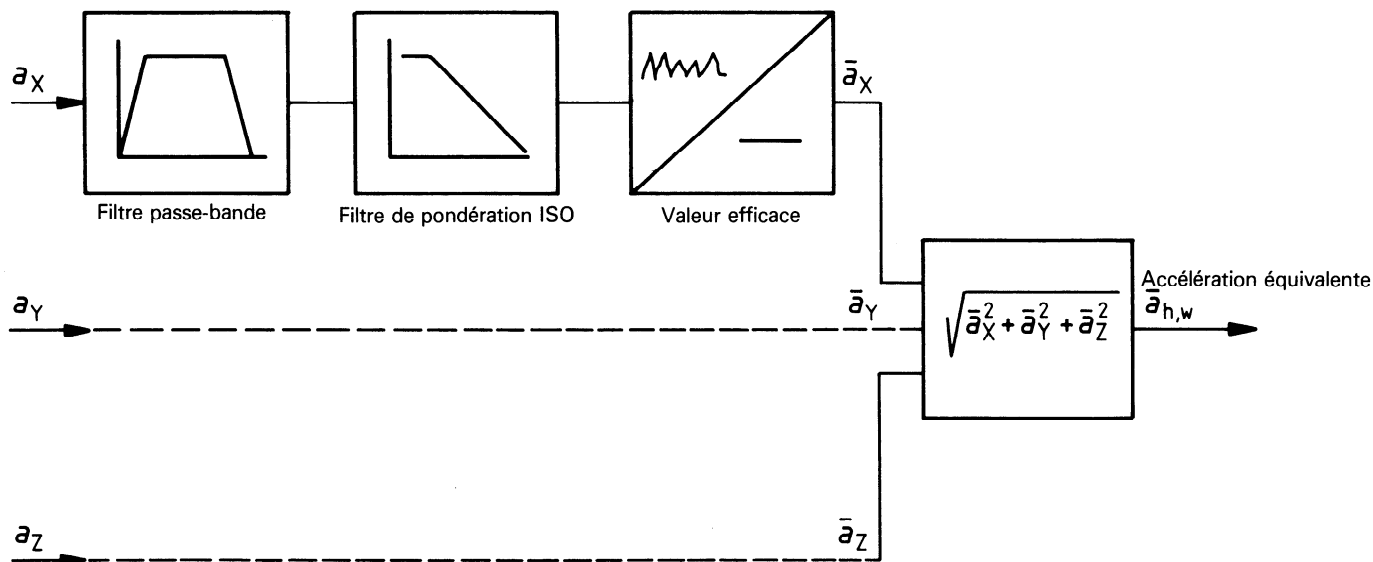 a_X
Filtre passe-bande
Filtre de pondération ISO
Valeur efficace
ā_X
a_Y
ā_Y
√(ā_X² + ā_Y² + ā_Z²)
Accélération équivalente
ā_h,w
a_Z
ā_Z